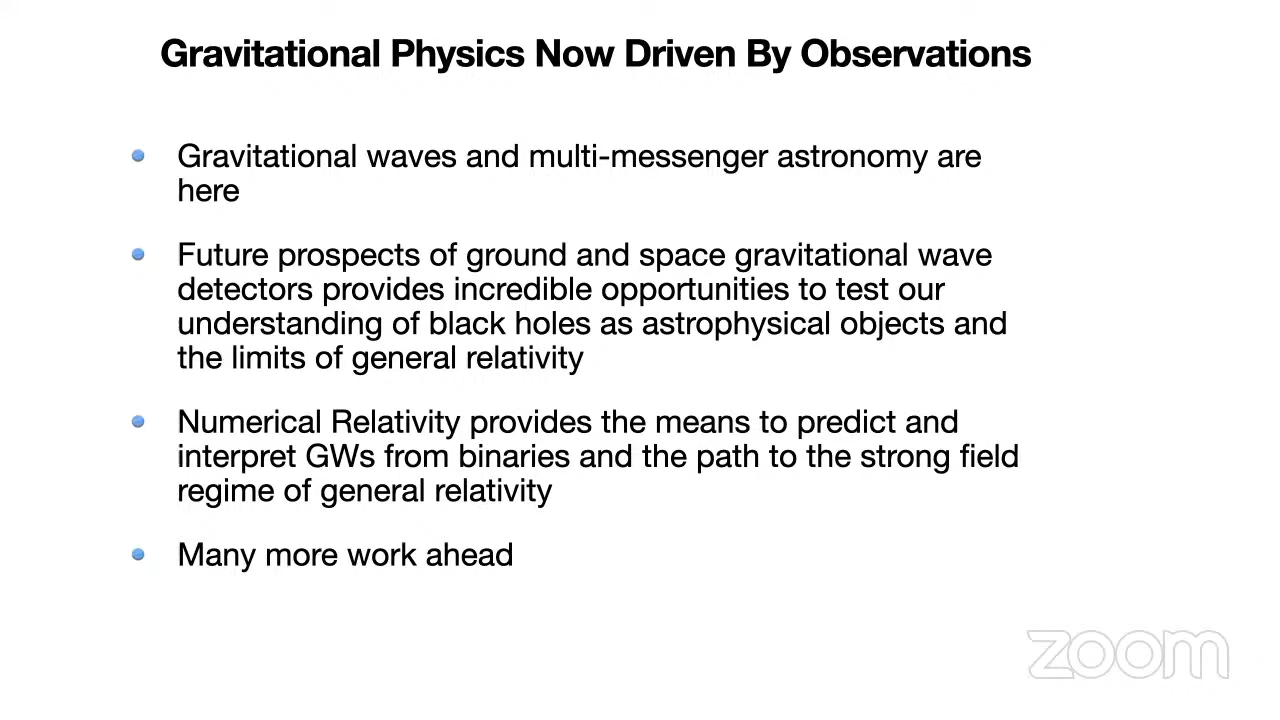 Gravitational Physics Now Driven By Observations
Gravitational waves and multi-messenger astronomy are
here
Future prospects of ground and space gravitational wave
detectors provides incredible opportunities to test our
understanding of black holes as astrophysical objects and
the limits of general relativity
Numerical Relativity provides the means to predict and
interpret GWs from binaries and the path to the strong field
regime of general relativity
Many more work ahead
zoom